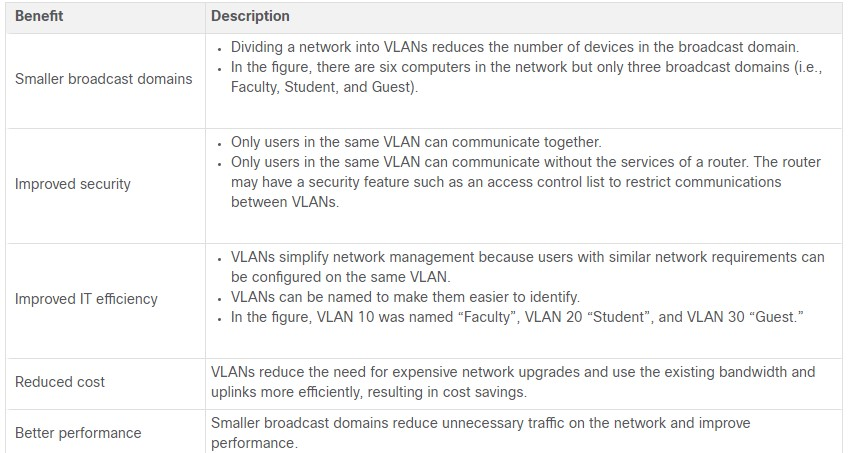 Benefit Description
Smaller broadcast domains
• Dividing a network into VLANs reduces the number of devices in the broadcast domain.
• In the figure, there are six computers in the network but only three broadcast domains (i.e.,
Faculty, Student, and Guest).
Improved security
• Only users in the same VLAN can communicate together.
• Only users in the same VLAN can communicate without the services of a router. The router
may have a security feature such as an access control list to restrict communications
between VLANs.
Improved IT efficiency
• VLANs simplify network management because users with similar network requirements can
be configured on the same VLAN.
• VLANs can be named to make them easier to identify.
• In the figure, VLAN 10 was named “Faculty”, VLAN 20 “Student”, and VLAN 30 “Guest.”
Reduced cost
VLANs reduce the need for expensive network upgrades and use the existing bandwidth and
uplinks more efficiently, resulting in cost savings.
Better performance
Smaller broadcast domains reduce unnecessary traffic on the network and improve
performance.